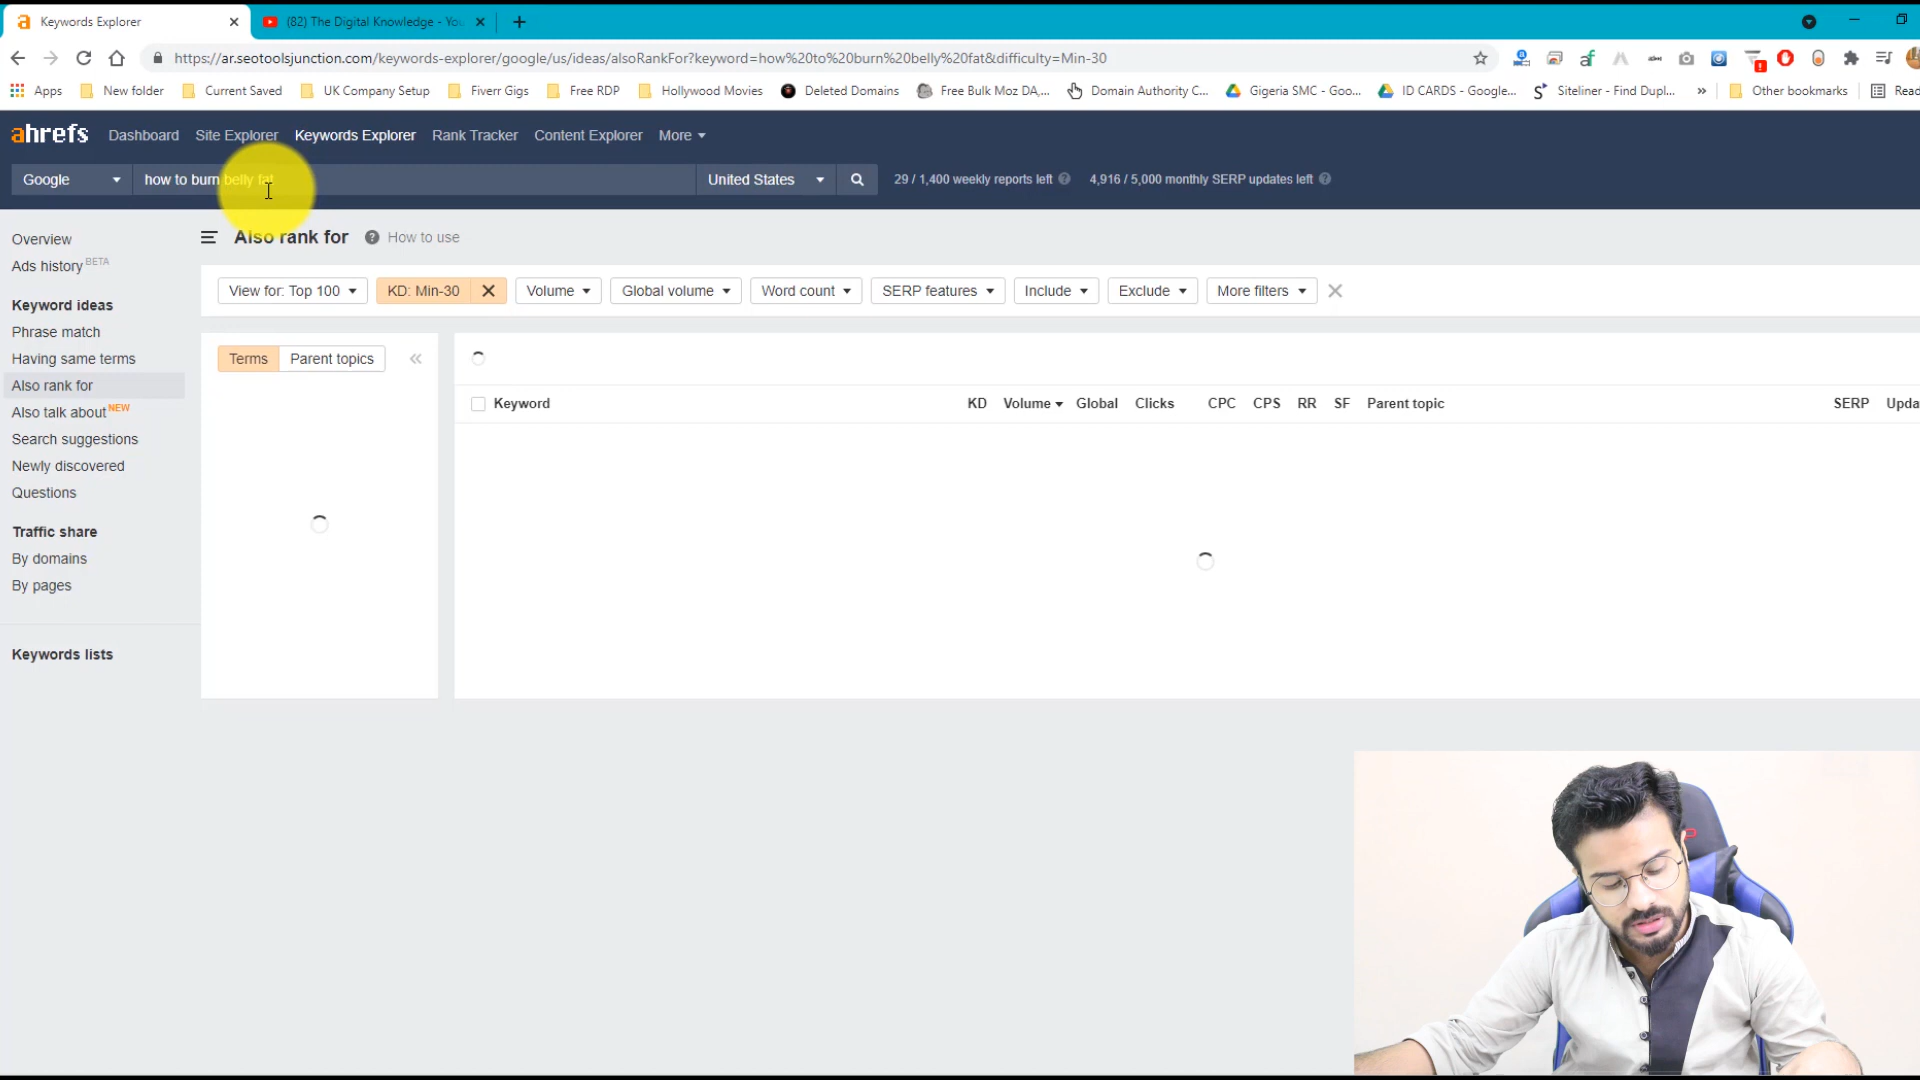 Keywords Explorer
(82) The Digital Knowledge - You
https://ar.seotoolsjunction.com/keywords-explorer/google/us/ideas/alsoRankFor?keyword=how%20to%20burn%20belly%20fat&difficulty=Min-30
Apps New folder Current Saved UK Company Setup Fiverr Gigs Free RDP Hollywood Movies Deleted Domains Free Bulk Moz DA,... Domain Authority C... Gigeria SMC - Goo... ID CARDS - Google... Siteliner - Find Dupl... » Other bookmarks Read
ahrefs Dashboard Site Explorer Keywords Explorer Rank Tracker Content Explorer More
Google how to burn belly fat United States 29 / 1,400 weekly reports left 4,916 / 5,000 monthly SERP updates left
Overview
Ads history BETA
Keyword ideas
Phrase match
Having same terms
Also rank for
Also talk about NEW
Search suggestions
Newly discovered
Questions
Traffic share
By domains
By pages
Keywords lists
Also rank for How to use
View for: Top 100 KD: Min-30 Volume Global volume Word count SERP features Include Exclude More filters
Terms Parent topics
Keyword KD Volume Global Clicks CPC CPS RR SF Parent topic SERP Upda